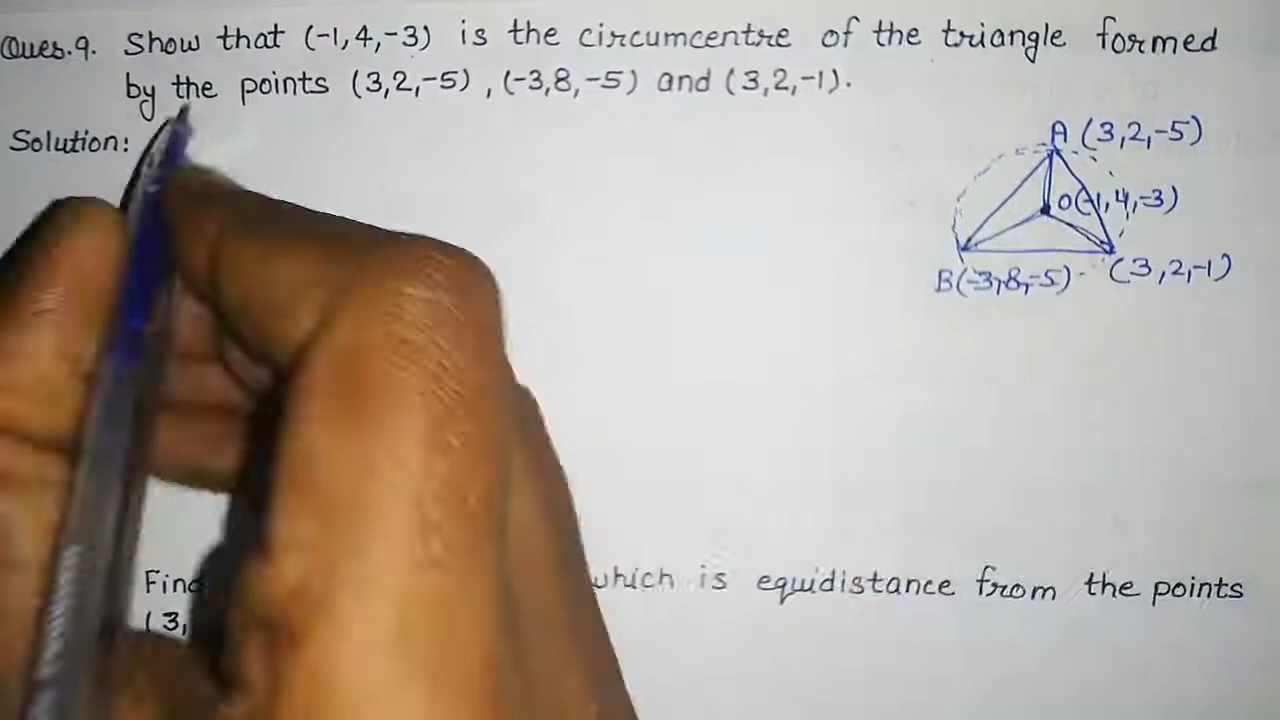 Ques.9. Show that (-1,4,-3) is the circumcentre of the triangle formed
by the points (3,2,-5), (-3,8,-5) and (3,2,-1).
Solution:
A (3,2,-5)
O(-1,4,-3)
B(-3,8,-5)
(3,2,-1)
which is equidistance from the points
(3,